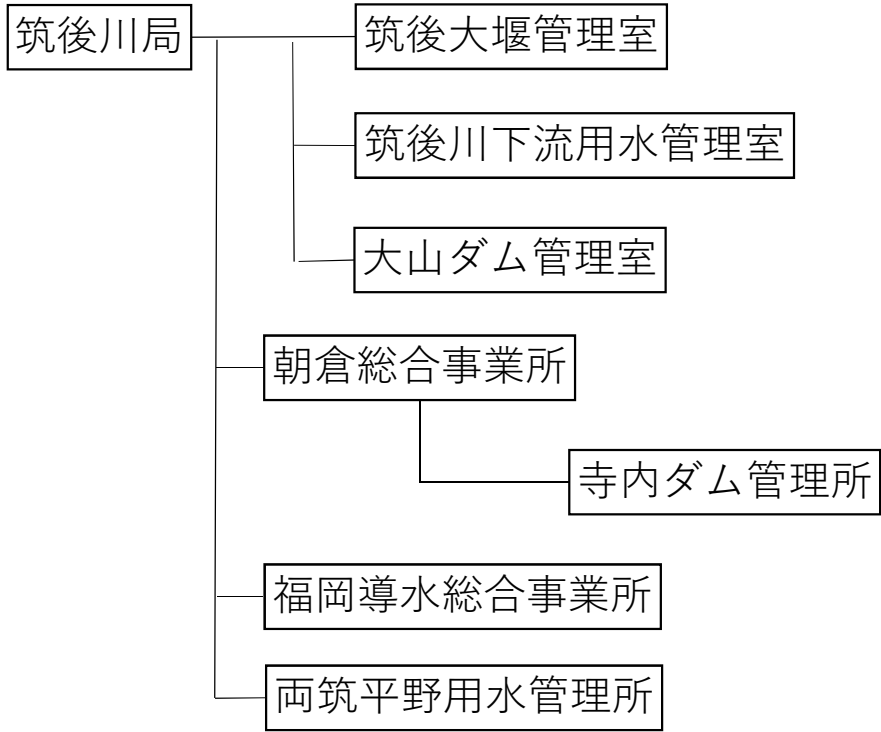 筑後川局
筑後大堰管理室
筑後川下流用水管理室
大山ダム管理室
朝倉総合事業所
寺内ダム管理所
福岡導水総合事業所
両筑平野用水管理所